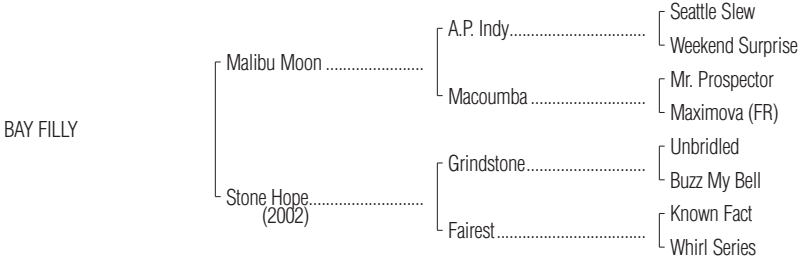 Seattle Slew
A.P. Indy..................................
Weekend Surprise
Malibu Moon ........................
Mr. Prospector
Macoumba .............................
Maximova (FR)
BAY FILLY
Unbridled
Grindstone..............................
Buzz My Bell
Stone Hope............................
(2002)
Known Fact
Fairest.....................................
Whirl Series